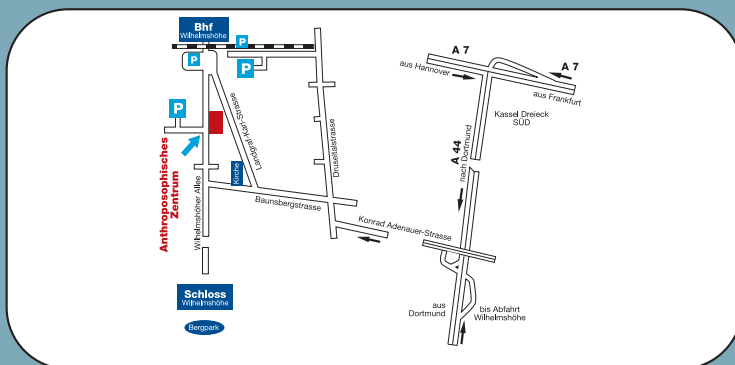 Bhf
Wilhelmshöhe
P
P
P
P
Landgraf-Karl-Strasse
Druseltalstrasse
Kirche
Anthroposophisches
Zentrum
Wilhelmshöher Allee
Baunsbergstrasse
Konrad Adenauer-Strasse
Schloss
Wilhelmshöhe
Bergpark
A 7
A 7
aus Hannover
aus Frankfurt
Kassel Dreieck
SÜD
A 44
nach Dortmund
aus
Dortmund
bis Abfahrt
Wilhelmshöhe